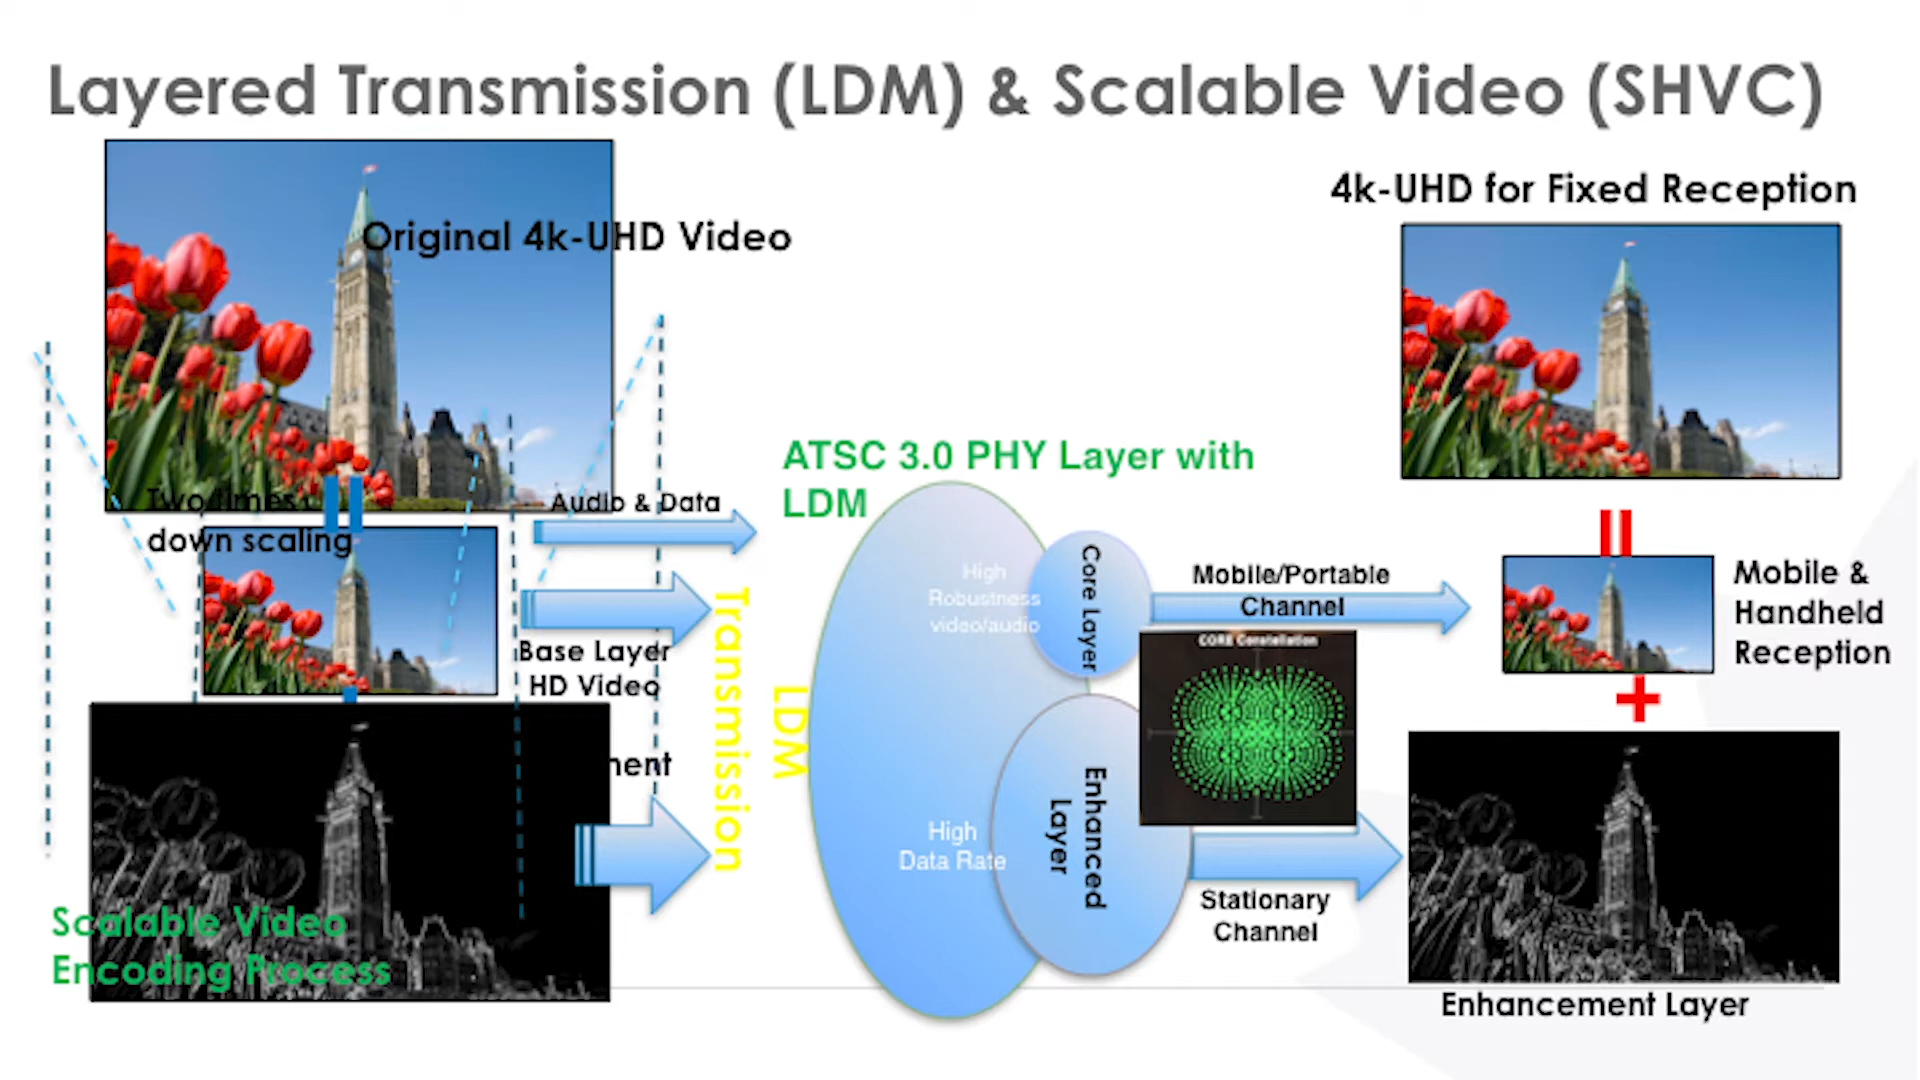 Layered Transmission (LDM) & Scalable Video (SHVC)
Original 4k-UHD Video
4k-UHD for Fixed Reception
Two times
down scaling
Audio & Data
Base Layer
HD Video
Scalable Video
Encoding Process
LDM
Transmission
ATSC 3.0 PHY Layer with
LDM
High
Robustness
video/audio
Core Layer
High
Data Rate
Enhanced
Layer
Mobile/Portable
Channel
CORE Constellation
Stationary
Channel
Mobile &
Handheld
Reception
Enhancement Layer